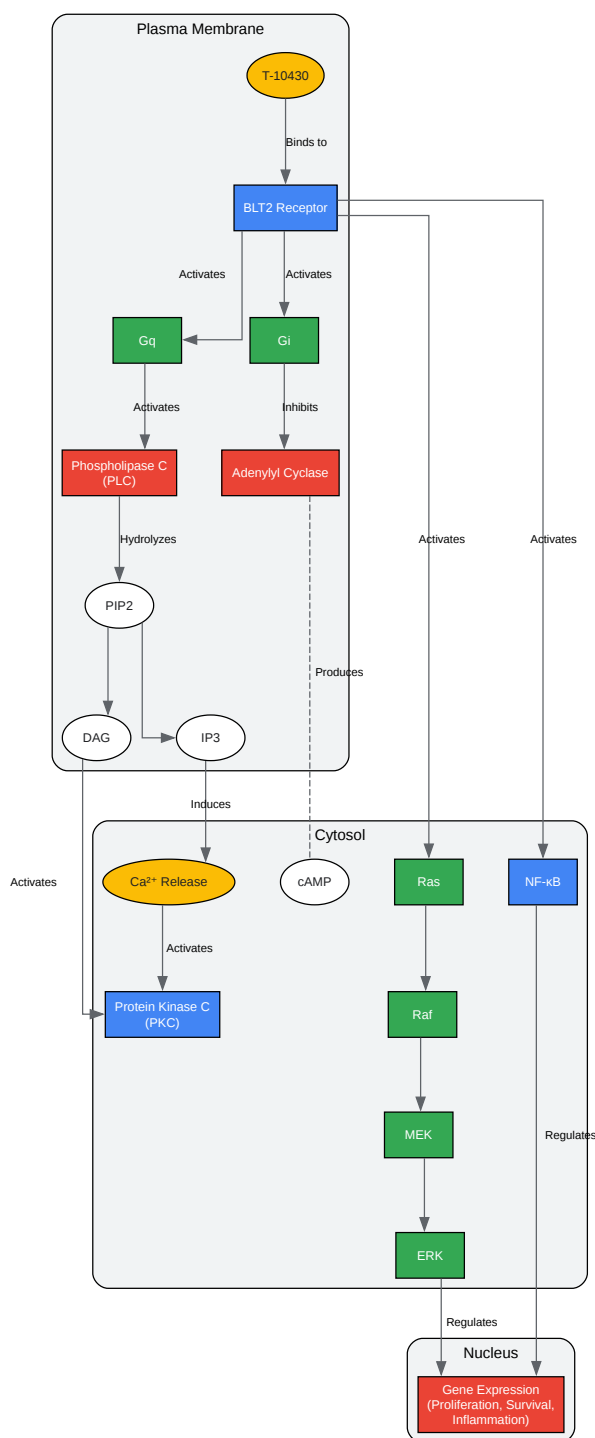 Plasma Membrane
T-10430
Binds to
BLT2 Receptor
Activates
Activates
Gq
Gi
Activates
Inhibits
Phospholipase C
(PLC)
Adenylyl Cyclase
Hydrolyzes
Activates
Activates
PIP2
Produces
DAG
IP3
Induces
Cytosol
Activates
Ca²⁺ Release
cAMP
Ras
NF-κB
Activates
Protein Kinase C
(PKC)
Raf
MEK
Regulates
ERK
Regulates
Nucleus
Gene Expression
(Proliferation, Survival,
Inflammation)